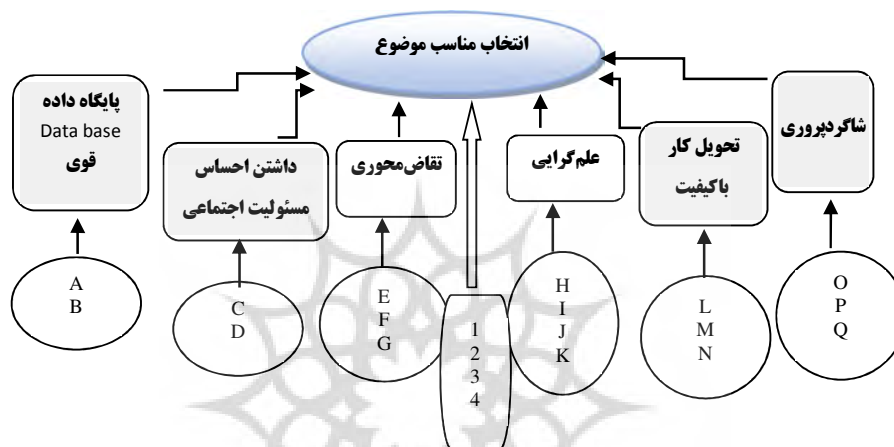 انتخاب مناسب موضوع
شاگردپروری
تحویل کار
باکیفیت
علم‌گرایی
تقاض‌محوری
داشتن احساس
مسئولیت اجتماعی
پایگاه داده
Data base
قوی
O
P
Q
L
M
N
H
I
J
K
1
2
3
4
E
F
G
C
D
A
B